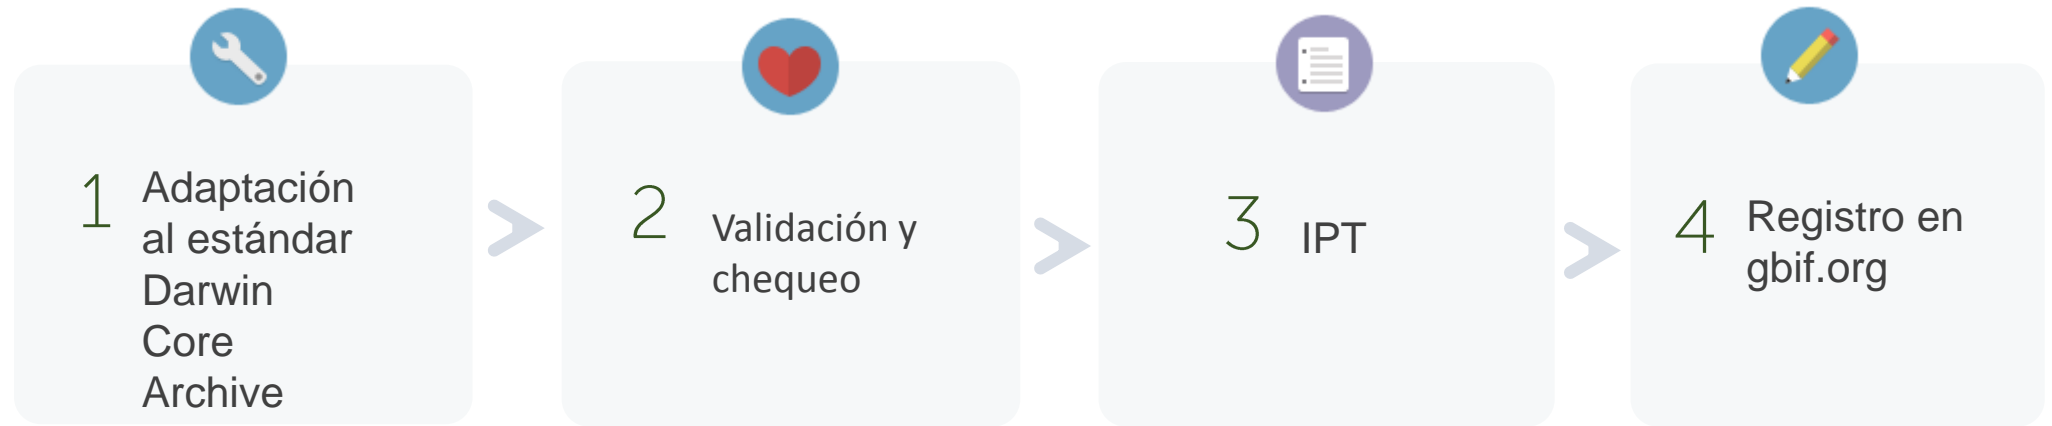 1
Adaptación
al estándar
Darwin
Core
Archive
2
Validación y
chequeo
3
IPT
4
Registro en
gbif.org